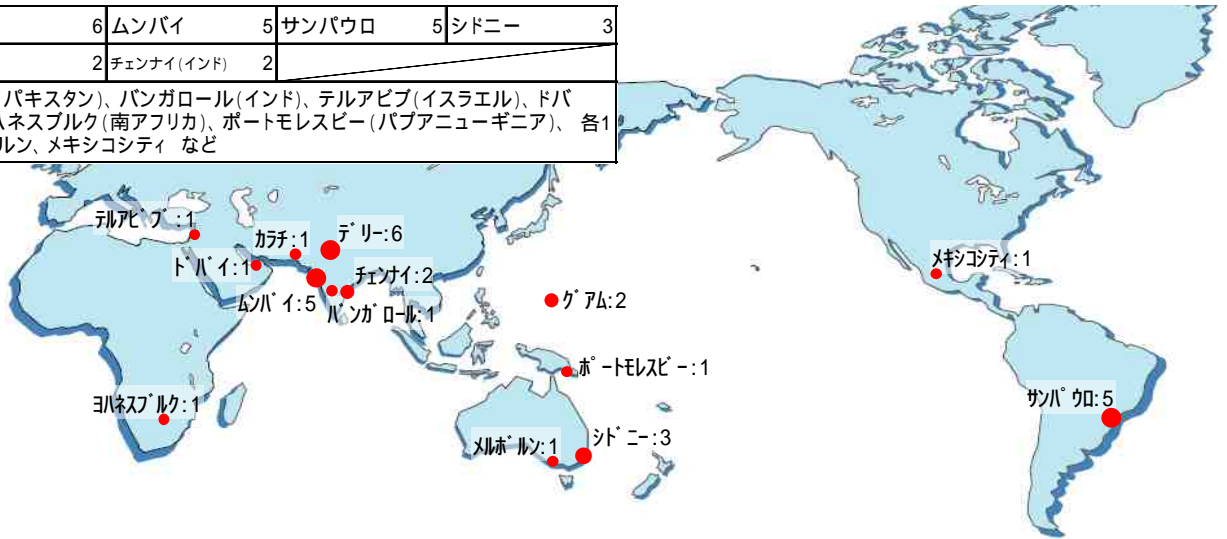 6 ムンバイ 5 サンパウロ 5 シドニー 3
2 チェンナイ(インド) 2
パキスタン)、バンガロール(インド)、テルアビブ(イスラエル)、ドバ
ハネスブルク(南アフリカ)、ポートモレスビー(パプアニューギニア)、 各1
ルン、メキシコシティ など
テルアビブ:1
カラチ:1
デリー:6
ドバイ:1
チェンナイ:2
メキシコシティ:1
ムンバイ:5
バンガロール:1
グアム:2
ポートモレスビー:1
ヨハネスブルク:1
サンパウロ:5
メルボルン:1
シドニー:3